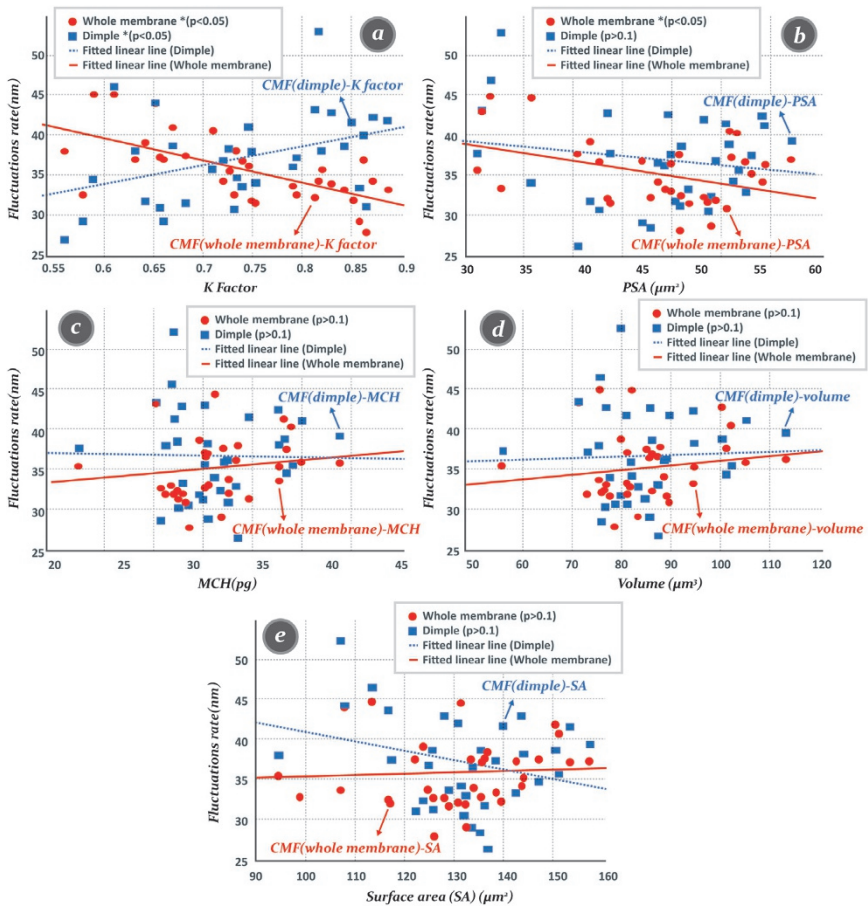 Whole membrane *(p<0.05)
Dimple *(p<0.05)
Fitted linear line (Dimple)
Fitted linear line (Whole membrane)
a
CMF(dimple)-K factor
CMF(whole membrane)-K factor
Fluctuations rate(nm)
50
45
40
35
30
25
0.55 0.6 0.65 0.7 0.75 0.8 0.85 0.9
K Factor
Whole membrane *(p<0.05)
Dimple (p>0.1)
Fitted linear line (Dimple)
Fitted linear line (Whole membrane)
b
CMF(dimple)-PSA
CMF(whole membrane)-PSA
Fluctuations rate(nm)
50
45
40
35
30
25
30 35 40 45 50 55 60
PSA (μm²)
Whole membrane (p>0.1)
Dimple (p>0.1)
Fitted linear line (Dimple)
Fitted linear line (Whole membrane)
c
CMF(dimple)-MCH
CMF(whole membrane)-MCH
Fluctuations rate(nm)
50
45
40
35
30
25
20 25 30 35 40 45
MCH(pg)
Whole membrane (p>0.1)
Dimple (p>0.1)
Fitted linear line (Dimple)
Fitted linear line (Whole membrane)
d
CMF(dimple)-volume
CMF(whole membrane)-volume
Fluctuations rate(nm)
50
45
40
35
30
25
50 60 70 80 90 100 110 120
Volume (μm³)
Whole membrane (p>0.1)
Dimple (p>0.1)
Fitted linear line (Dimple)
Fitted linear line (Whole membrane)
e
CMF(dimple)-SA
CMF(whole membrane)-SA
Fluctuations rate(nm)
50
45
40
35
30
25
90 100 110 120 130 140 150 160
Surface area (SA) (μm²)